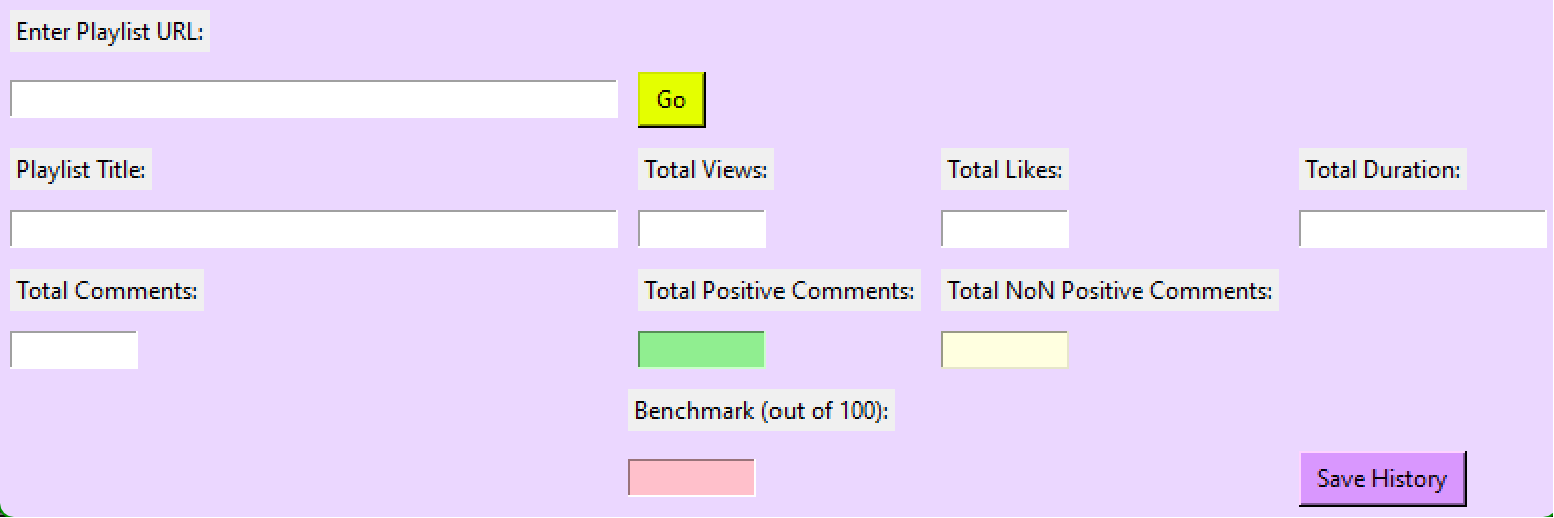 Enter Playlist URL:
Go
Playlist Title: Total Views: Total Likes: Total Duration:
Total Comments: Total Positive Comments: Total NoN Positive Comments:
Benchmark (out of 100):
Save History